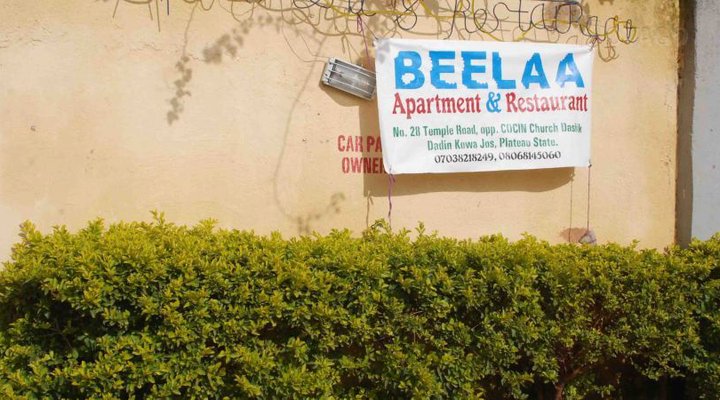 & Restaurant
BEELAA
Apartment & Restaurant
No. 28 Temple Road, opp. COCIN Church Dadik
Dadin Kowa Jos, Plateau State.
07038218249, 08068145060
CAR PA
OWNE